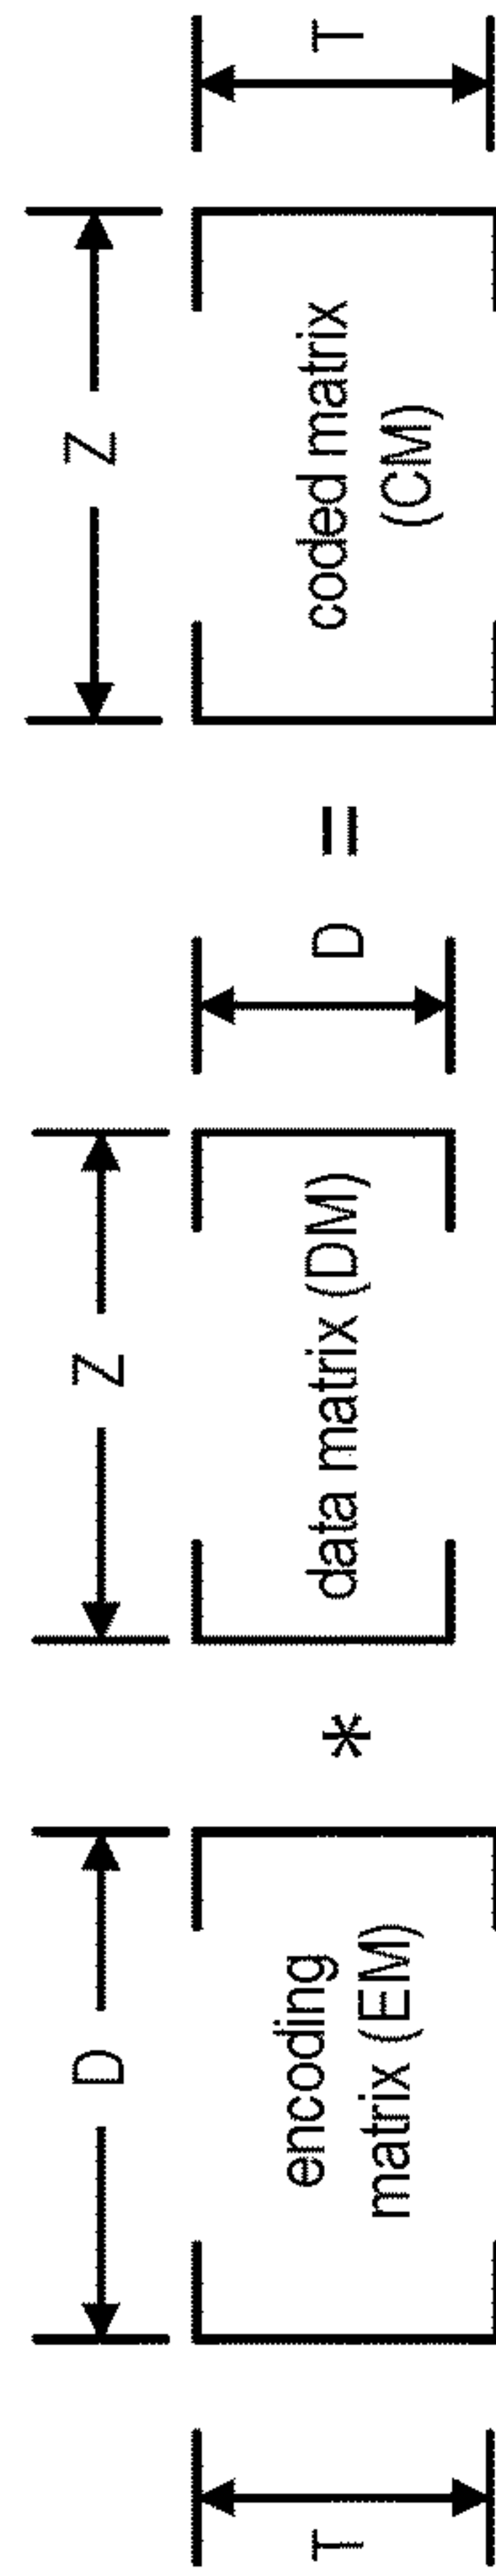 T
D
encoding
matrix (EM)
*
Z
data matrix (DM)
D
=
Z
coded matrix
(CM)
T